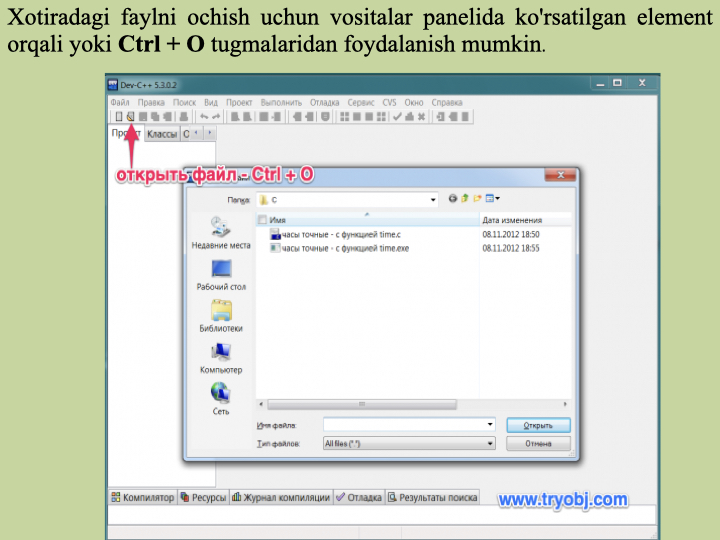 Xotiradagi faylni ochish uchun vositalar panelida ko'rsatilgan element
orqali yoki Ctrl + O tugmalaridan foydalanish mumkin.
Dev-C++ 5.3.0.2
Файл Правка Поиск Вид Проект Выполнить Отладка Сервис CVS Окно Справка
Классы С
открыть файл - Ctrl + O
Папка: C
Имя Дата изменения
часы точные - с функцией time.c 08.11.2012 18:50
часы точные - с функцией time.exe 08.11.2012 18:55
Недавние места
Рабочий стол
Библиотеки
Компьютер
Сеть
Имя файла: Открыть
Тип файлов: All files (*.*) Отмена
Компилятор Ресурсы Журнал компиляции Отладка Результаты поиска
www.tryobj.com